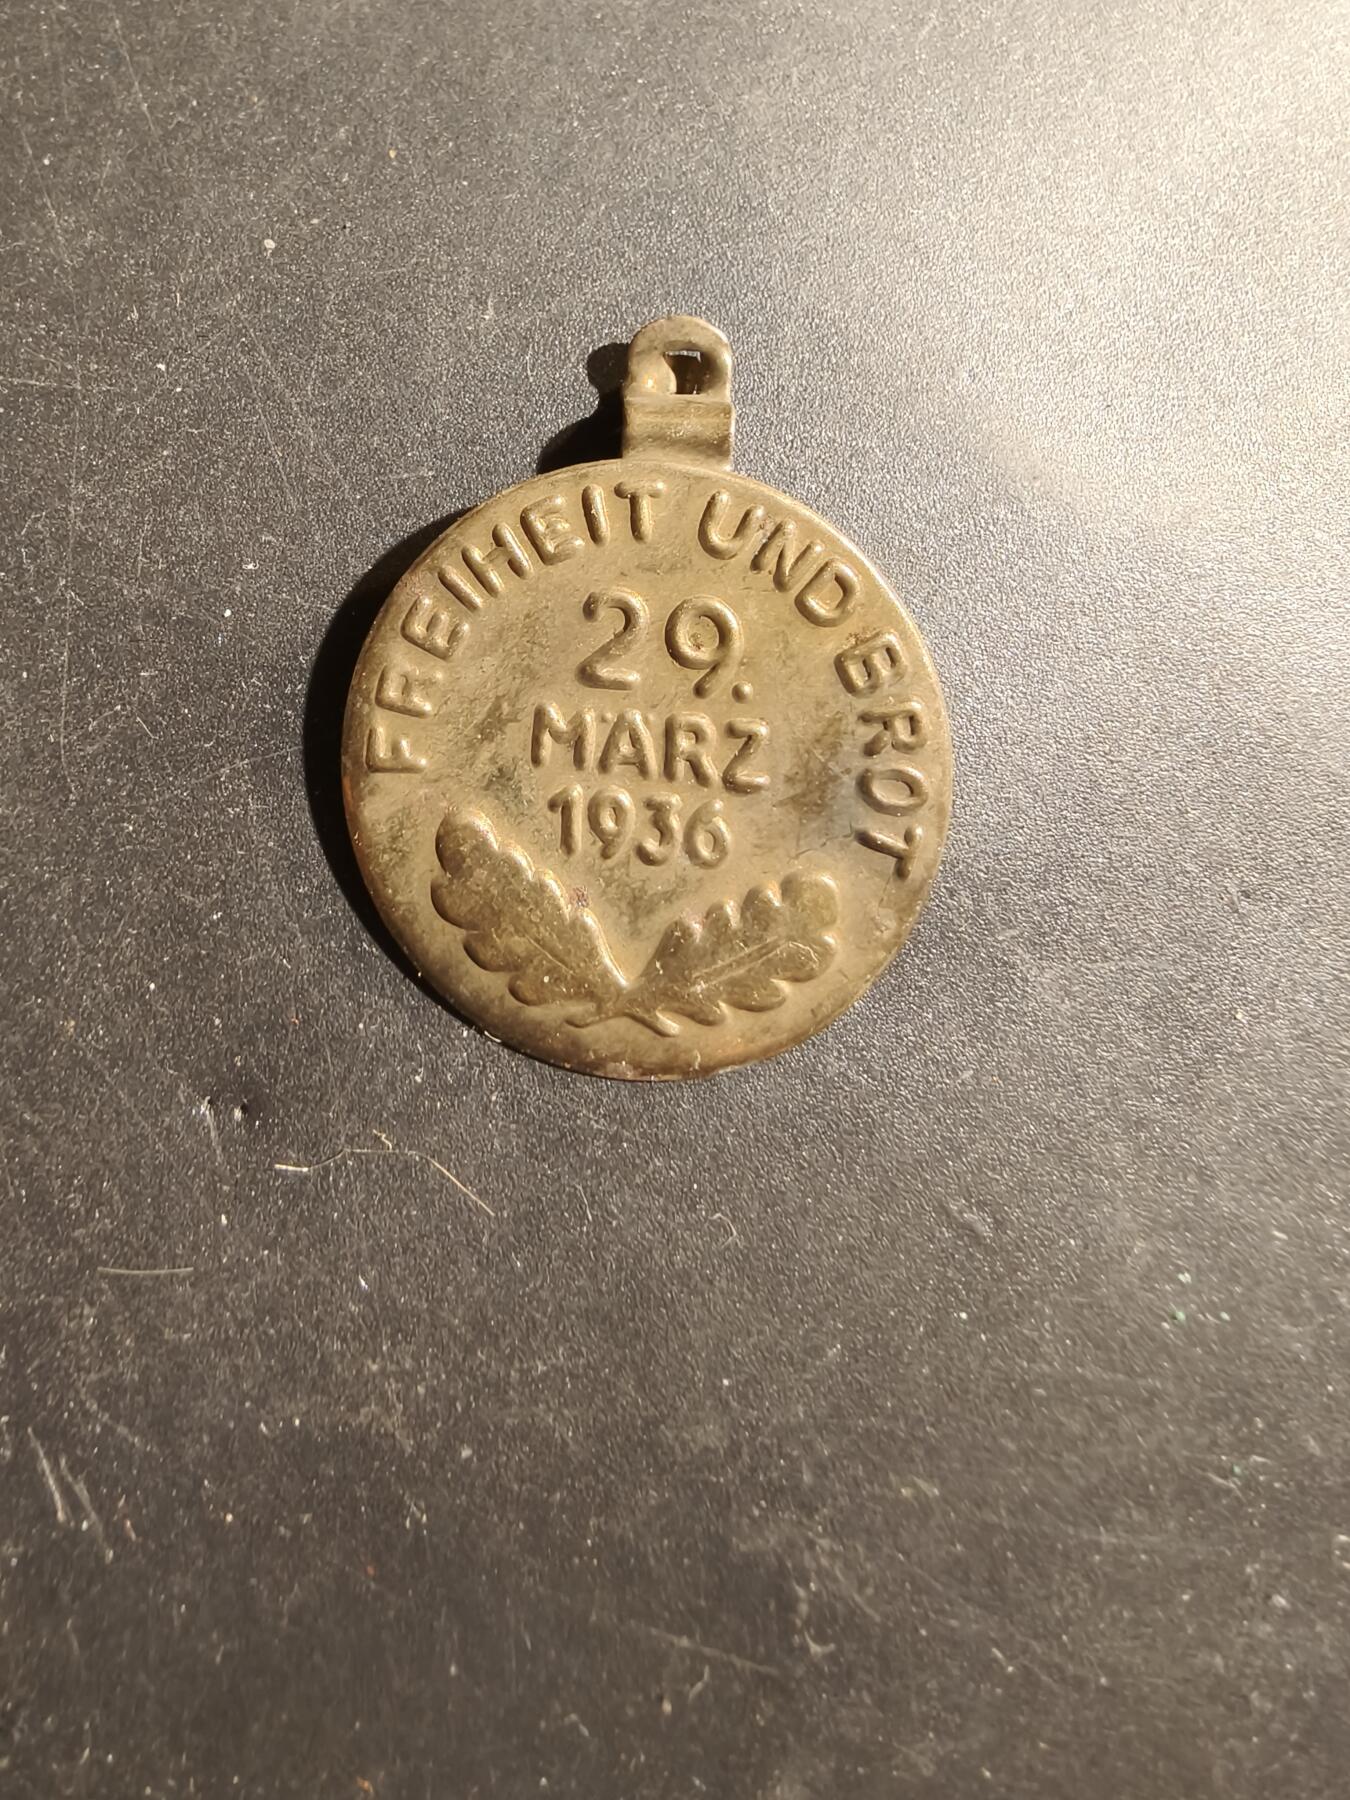 FREIHEIT UND BROT
29.
MÄRZ
1936